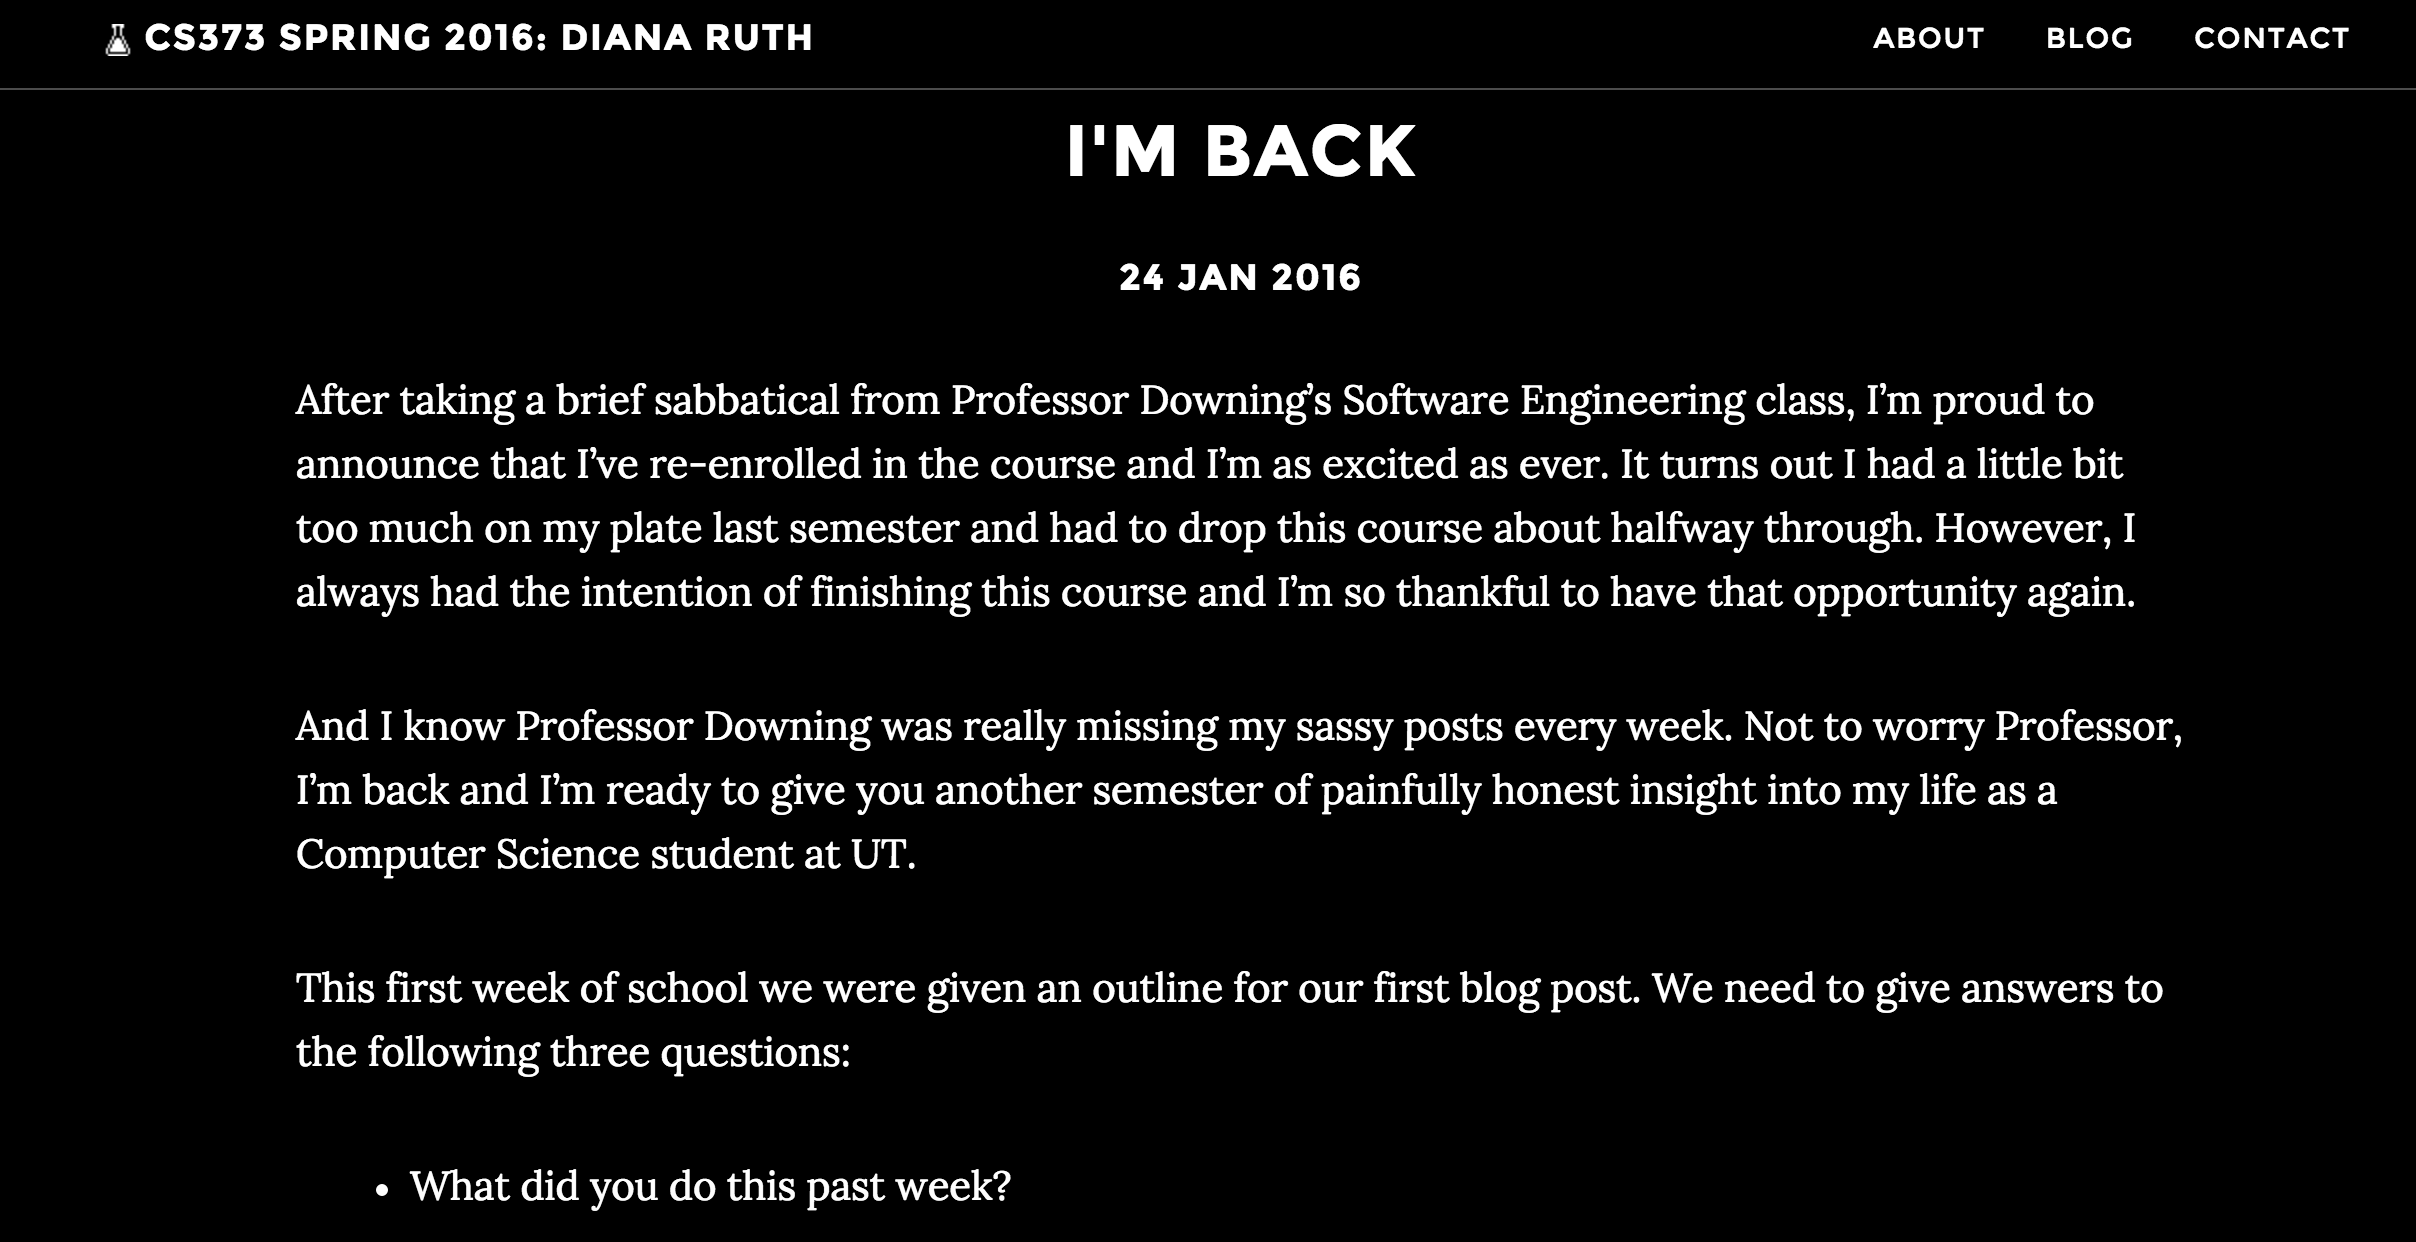 CS373 SPRING 2016: DIANA RUTH
ABOUT BLOG CONTACT
I'M BACK
24 JAN 2016
After taking a brief sabbatical from Professor Downing’s Software Engineering class, I’m proud to
announce that I’ve re-enrolled in the course and I’m as excited as ever. It turns out I had a little bit
too much on my plate last semester and had to drop this course about halfway through. However, I
always had the intention of finishing this course and I’m so thankful to have that opportunity again.
And I know Professor Downing was really missing my sassy posts every week. Not to worry Professor,
I’m back and I’m ready to give you another semester of painfully honest insight into my life as a
Computer Science student at UT.
This first week of school we were given an outline for our first blog post. We need to give answers to
the following three questions:
• What did you do this past week?